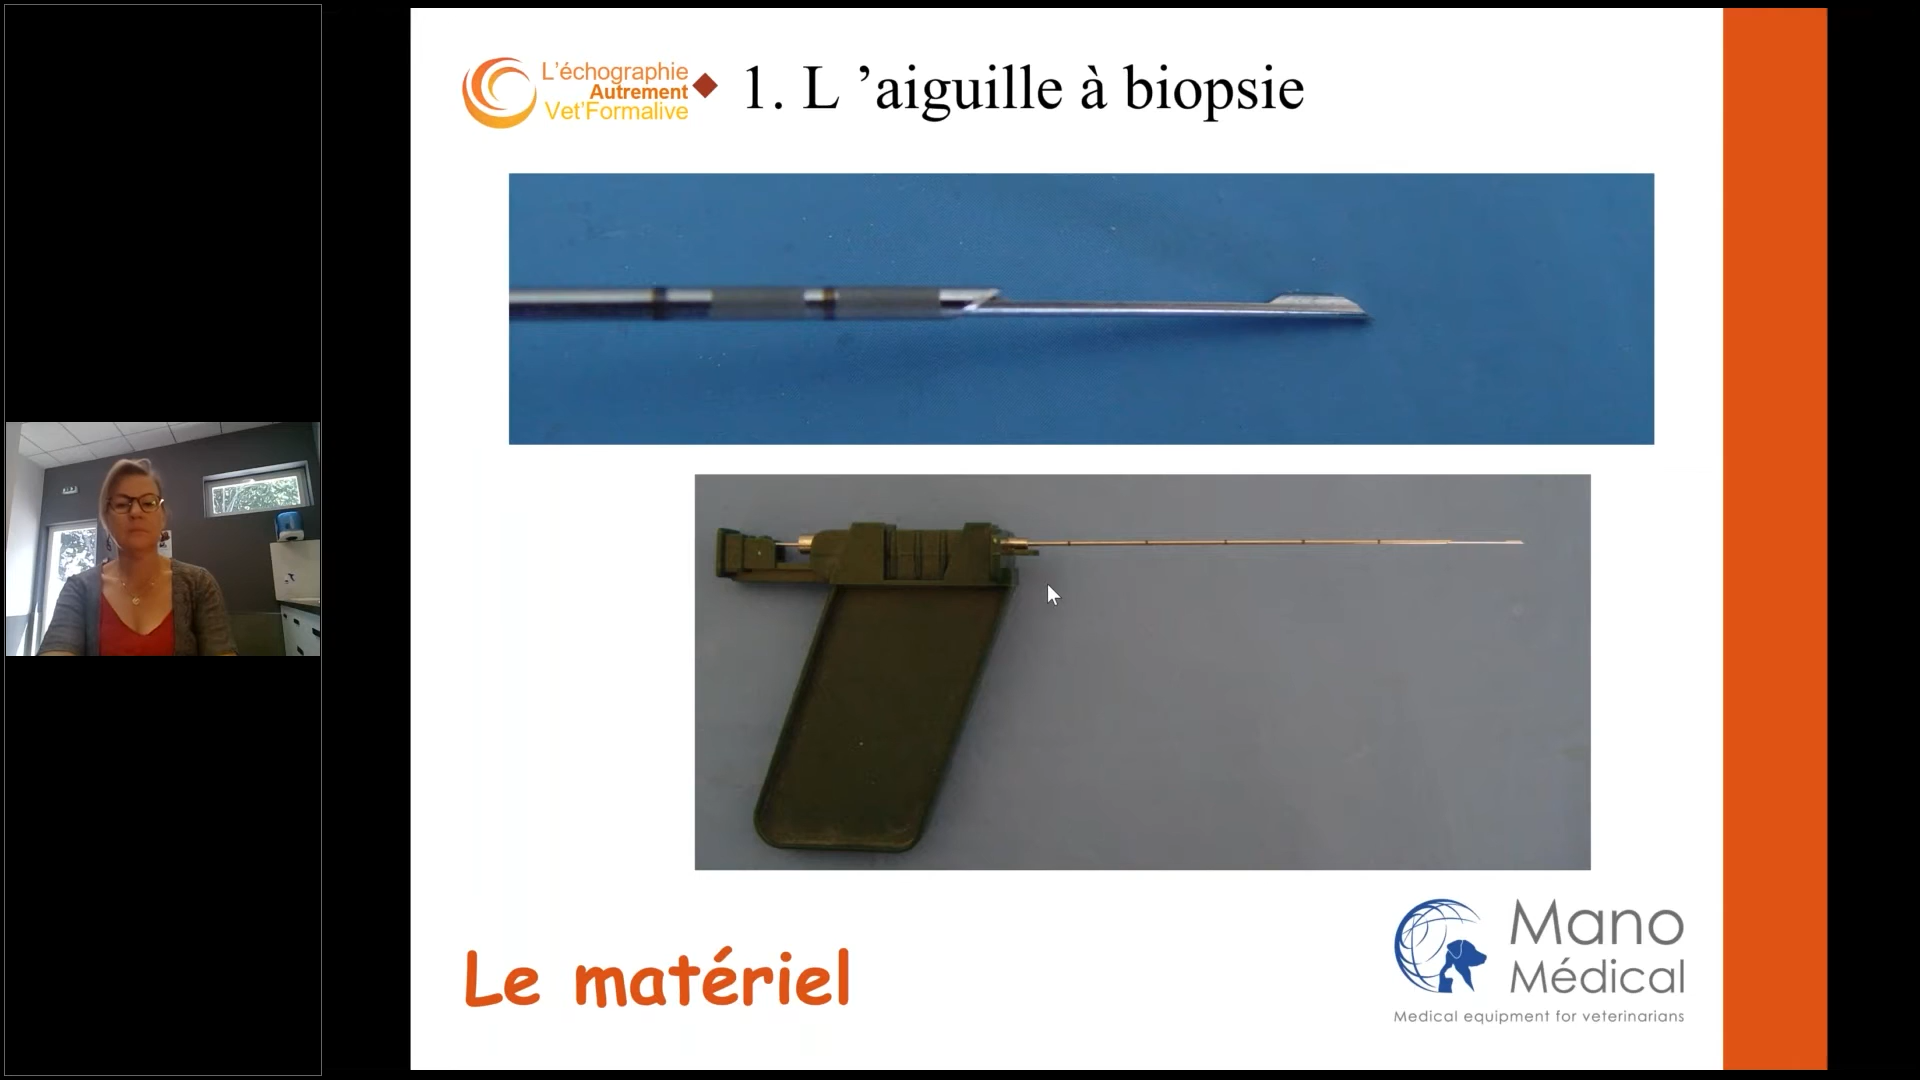 L'échographie
Autrement
Vet'Formalive
1. L ’aiguille à biopsie
Le matériel
Mano
Médical
Medical equipment for veterinarians